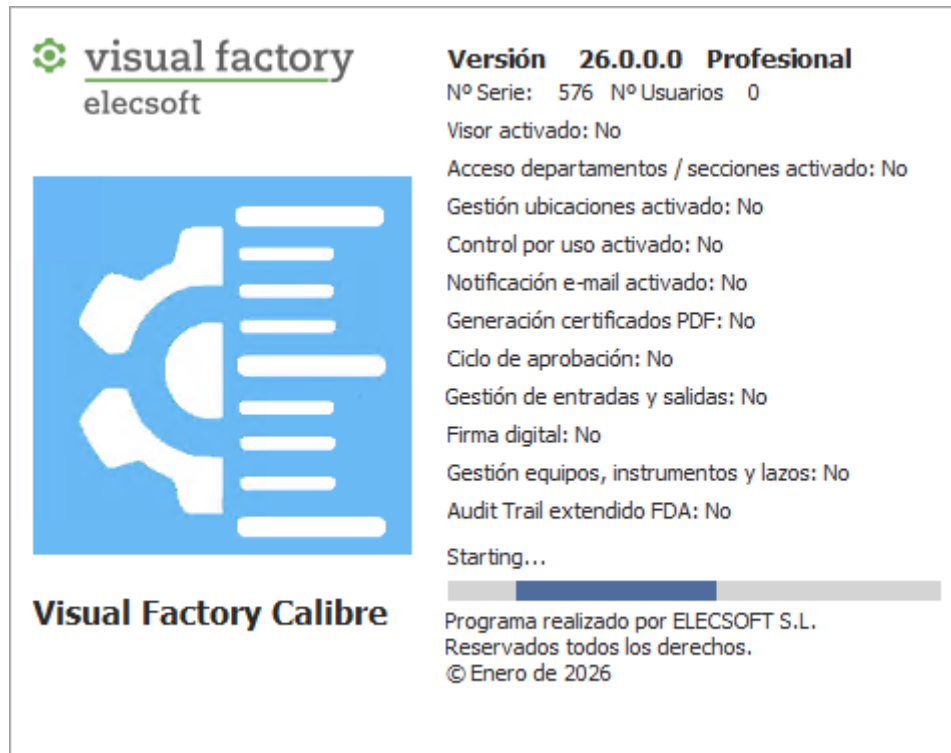 visual factory
elecsoft
Visual Factory Calibre
Versión 26.0.0.0 Profesional
Nº Serie: 576 Nº Usuarios 0
Visor activado: No
Acceso departamentos / secciones activado: No
Gestión ubicaciones activado: No
Control por uso activado: No
Notificación e-mail activado: No
Generación certificados PDF: No
Ciclo de aprobación: No
Gestión de entradas y salidas: No
Firma digital: No
Gestión equipos, instrumentos y lazos: No
Audit Trail extendido FDA: No
Starting...
Programa realizado por ELECSOFT S.L.
Reservados todos los derechos.
© Enero de 2026